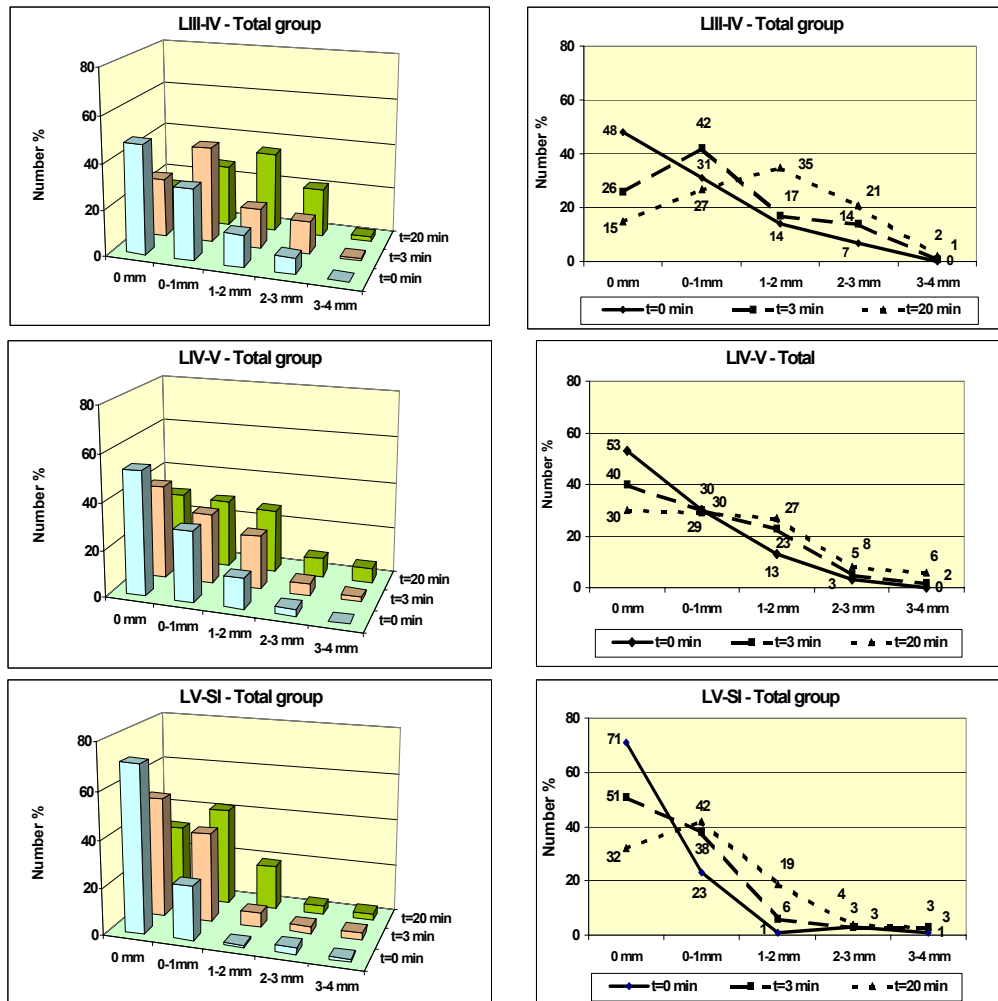 LIII-IV - Total group
Number %
80
60
40
20
0
0 mm
0-1mm
1-2 mm
2-3 mm
3-4 mm
t=20 min
t=3 min
t=0 min
LIII-IV - Total group
Number %
80
60
40
20
0
48
26
15
42
31
27
35
17
14
21
14
7
2
1
0
0 mm 0-1mm 1-2 mm 2-3 mm 3-4 mm
t=0 min t=3 min t=20 min
LIV-V - Total group
Number %
80
60
40
20
0
0 mm
0-1mm
1-2 mm
2-3 mm
3-4 mm
t=20 min
t=3 min
t=0 min
LIV-V - Total
Number %
80
60
40
20
0
53
40
30
30
30
29
27
23
13
8
5
3
6
2
0
0 mm 0-1mm 1-2 mm 2-3 mm 3-4 mm
t=0 min t=3 min t=20 min
LV-SI - Total group
Number %
80
60
40
20
0
0 mm
0-1mm
1-2 mm
2-3 mm
3-4 mm
t=20 min
t=3 min
t=0 min
LV-SI - Total group
Number %
80
60
40
20
0
71
51
32
42
38
23
19
6
1
4
3
3
3
3
1
0 mm 0-1mm 1-2 mm 2-3 mm 3-4 mm
t=0 min t=3 min t=20 min